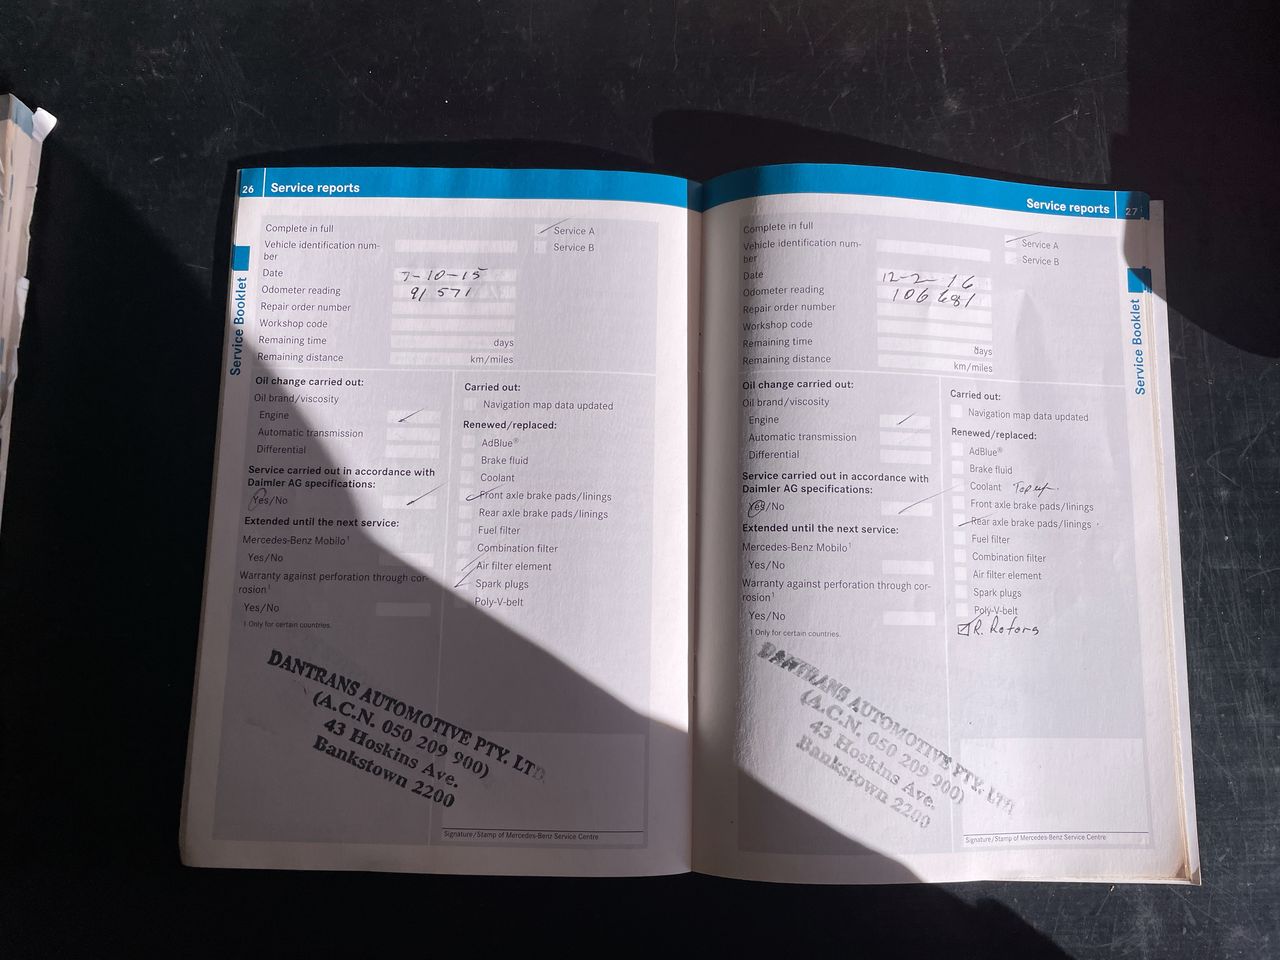 26 Service reports
Complete in full
Service A
Vehicle identification num-
ber
Service B
Date 7-10-15
Odometer reading 91 571
Repair order number
Workshop code
Remaining time days
Remaining distance km/miles
Oil change carried out:
Oil brand/viscosity
Engine
Automatic transmission
Differential
Service carried out in accordance with
Daimler AG specifications:
Yes/No
Extended until the next service:
Mercedes-Benz Mobilo1
Yes/No
Warranty against perforation through cor-
rosion1
Yes/No
1 Only for certain countries.
Carried out:
Navigation map data updated
Renewed/replaced:
AdBlue®
Brake fluid
Coolant
Front axle brake pads/linings
Rear axle brake pads/linings
Fuel filter
Combination filter
Air filter element
Spark plugs
Poly-V-belt
DANTRANS AUTOMOTIVE PTY. LTD.
(A.C.N. 050 209 900)
43 Hoskins Ave.
Bankstown 2200
Signature/Stamp of Mercedes-Benz Service Centre
Service Booklet
Service reports 27
Complete in full
Service A
Vehicle identification num-
ber
Service B
Date 12-2-16
Odometer reading 106 681
Repair order number
Workshop code
Remaining time days
Remaining distance km/miles
Oil change carried out:
Oil brand/viscosity
Engine
Automatic transmission
Differential
Service carried out in accordance with
Daimler AG specifications:
Yes/No
Extended until the next service:
Mercedes-Benz Mobilo1
Yes/No
Warranty against perforation through cor-
rosion1
Yes/No
1 Only for certain countries.
Carried out:
Navigation map data updated
Renewed/replaced:
AdBlue®
Brake fluid
Coolant Top up
Front axle brake pads/linings
Rear axle brake pads/linings
Fuel filter
Combination filter
Air filter element
Spark plugs
Poly-V-belt
R. Rotors
DANTRANS AUTOMOTIVE PTY. LTD
(A.C.N. 050 209 900)
43 Hoskins Ave.
Bankstown 2200
Signature/Stamp of Mercedes-Benz Service Centre
Service Booklet